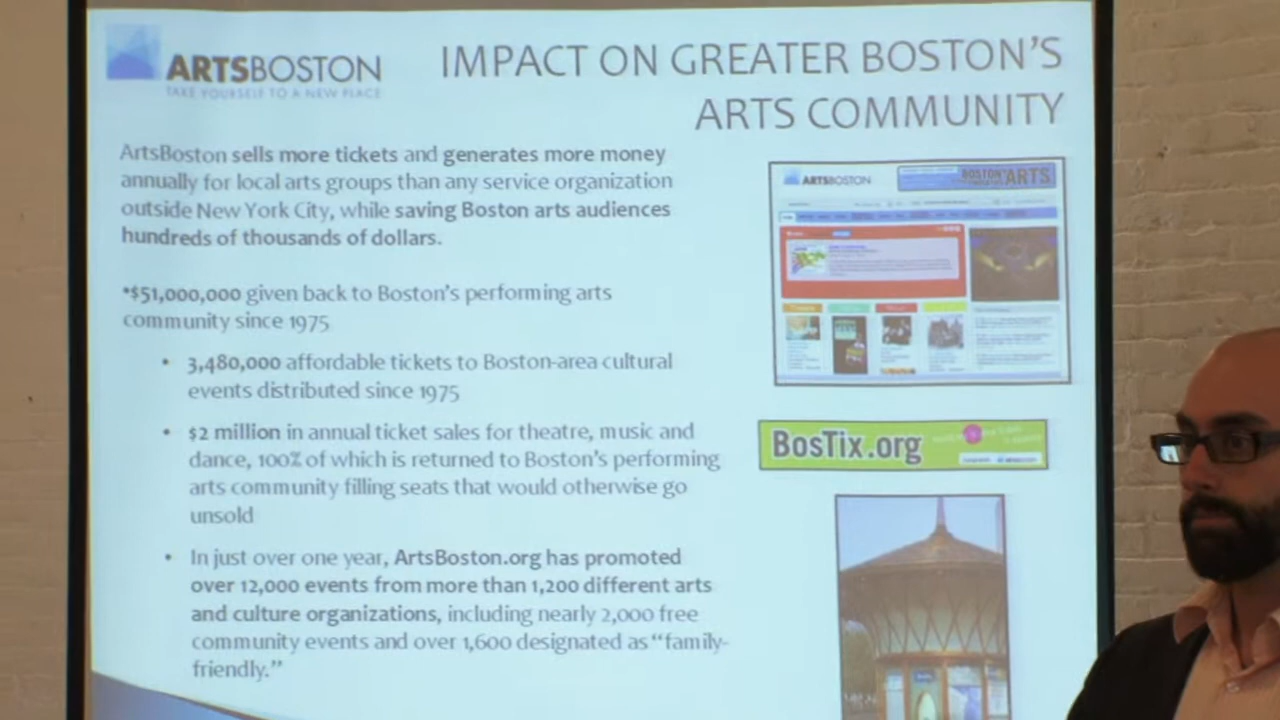 ARTSBOSTON
TAKE YOURSELF TO A NEW PLACE
IMPACT ON GREATER BOSTON'S
ARTS COMMUNITY
ArtsBoston sells more tickets and generates more money
annually for local arts groups than any service organization
outside New York City, while saving Boston arts audiences
hundreds of thousands of dollars.
*$51,000,000 given back to Boston's performing arts
community since 1975
• 3,480,000 affordable tickets to Boston-area cultural
events distributed since 1975
• $2 million in annual ticket sales for theatre, music and
dance, 100% of which is returned to Boston's performing
arts community filling seats that would otherwise go
unsold
• In just over one year, ArtsBoston.org has promoted
over 12,000 events from more than 1,200 different arts
and culture organizations, including nearly 2,000 free
community events and over 1,600 designated as “family-
friendly.”
ARTSBOSTON
BOSTON ARTS
BosTix.org